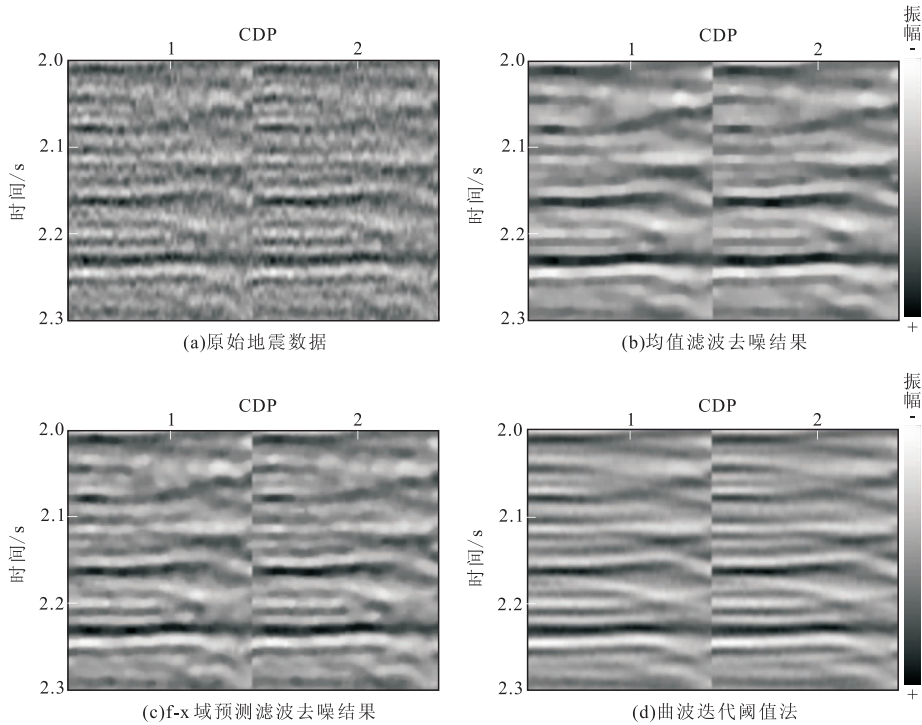 CDP
1 2
2.0
2.1
2.2
2.3
时间/s
(a)原始地震数据
CDP
1 2
2.0
2.1
2.2
2.3
时间/s
(b)均值滤波去噪结果
振幅
-
+
CDP
1 2
2.0
2.1
2.2
2.3
时间/s
(c)f-x域预测滤波去噪结果
CDP
1 2
2.0
2.1
2.2
2.3
时间/s
(d)曲波迭代阈值法
振幅
-
+